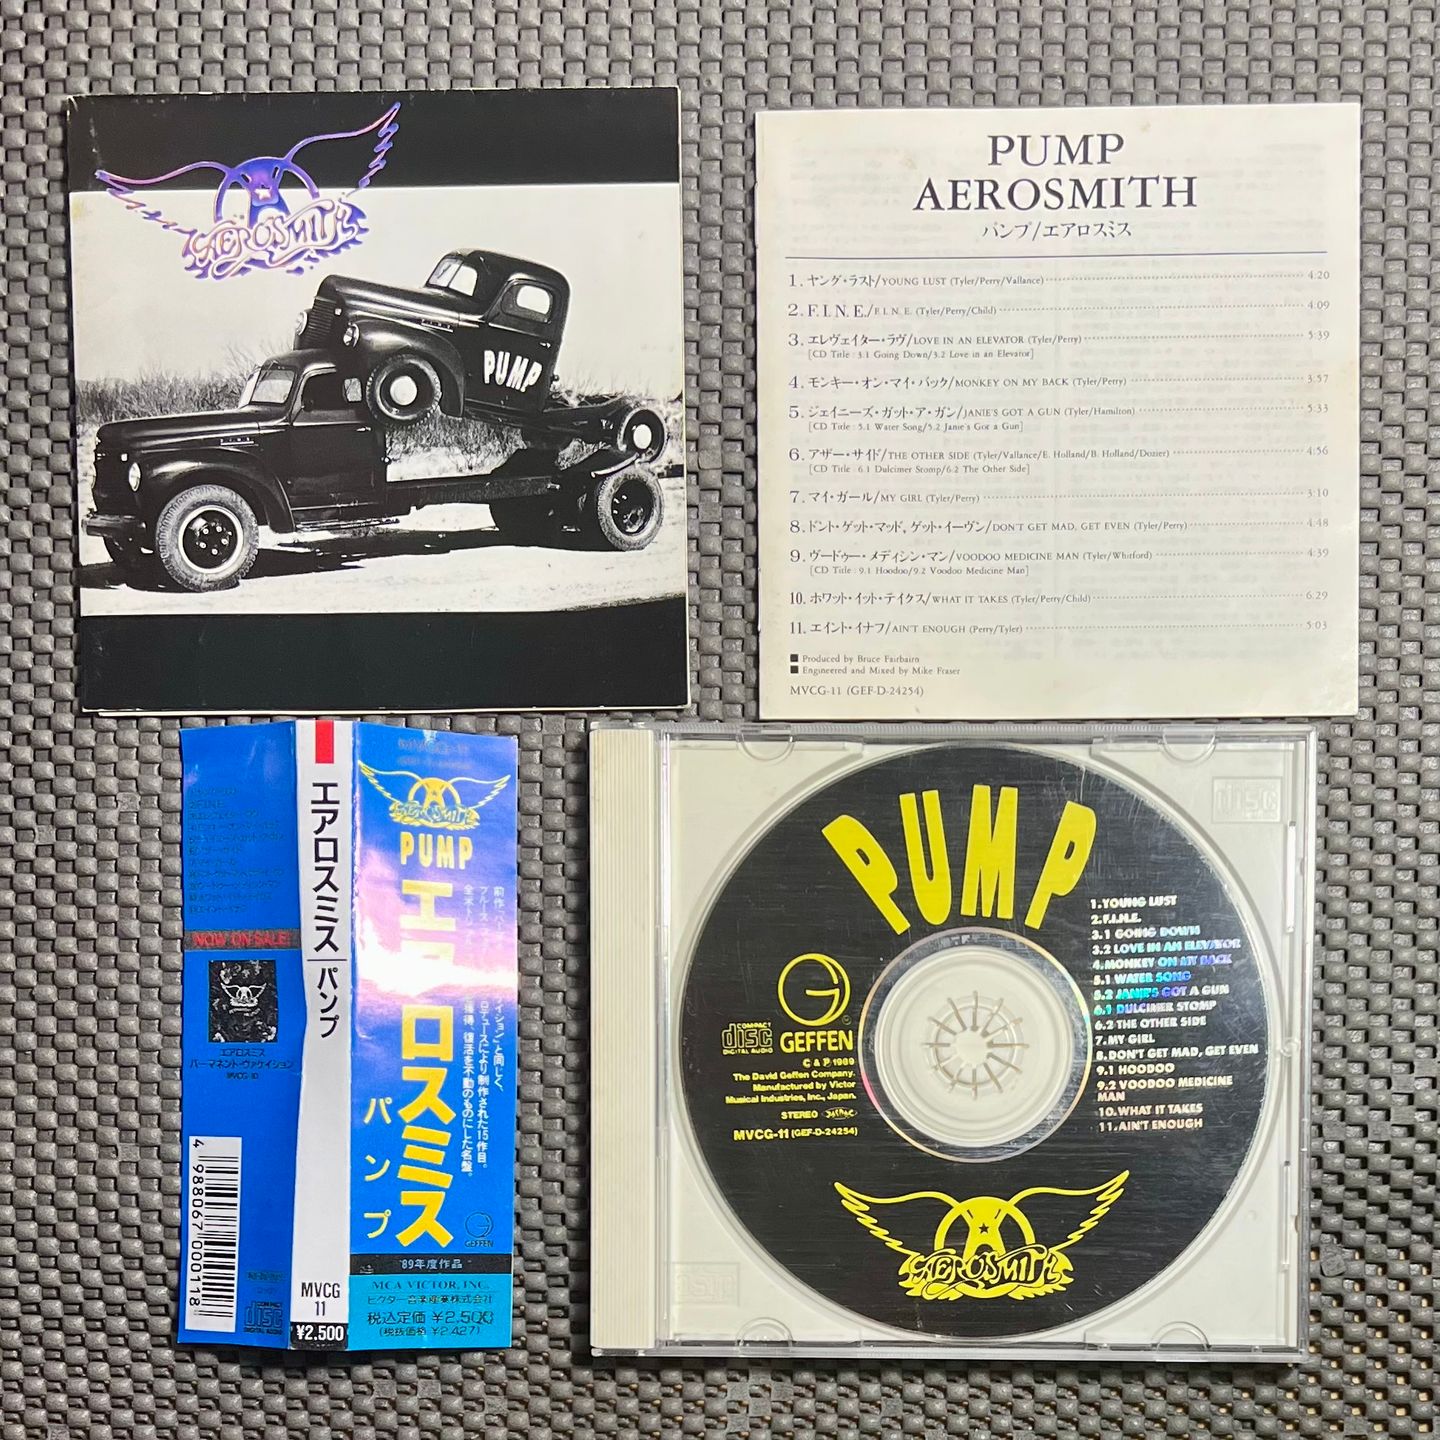 AEROSMITH
PUMP
PUMP
AEROSMITH
パンプ/エアロスミス
1. ヤング・ラスト/YOUNG LUST (Tyler/Perry/Vallance) 4:20
2. F. I. N. E./F. I. N. E. (Tyler/Perry/Child) 4:09
3. エレヴェイター・ラヴ/LOVE IN AN ELEVATOR (Tyler/Perry) 5:39
[CD Title : 3.1 Going Down/3.2 Love in an Elevator]
4. モンキー・オン・マイ・バック/MONKEY ON MY BACK (Tyler/Perry) 3:57
5. ジェイニーズ・ガット・ア・ガン/JANIE'S GOT A GUN (Tyler/Hamilton) 5:33
[CD Title : 5.1 Water Song/5.2 Janie's Got a Gun]
6. アザー・サイド/THE OTHER SIDE (Tyler/Vallance/E. Holland/B. Holland/Dozier) 4:56
[CD Title : 6.1 Dulcimer Stomp/6.2 The Other Side]
7. マイ・ガール/MY GIRL (Tyler/Perry) 3:10
8. ドント・ゲット・マッド, ゲット・イーヴン/DON'T GET MAD, GET EVEN (Tyler/Perry) 4:48
9. ヴードゥー・メディシン・マン/VOODOO MEDICINE MAN (Tyler/Whitford) 4:39
[CD Title : 9.1 Hoodoo/9.2 Voodoo Medicine Man]
10. ホワット・イット・テイクス/WHAT IT TAKES (Tyler/Perry/Child) 6:29
11. エイント・イナフ/AIN'T ENOUGH (Perry/Tyler) 5:03
■ Produced by Bruce Fairbairn
■ Engineered and Mixed by Mike Fraser
MVCG-11 (GEF-D-24254)
NOW ON SALE!
エアロスミス
パーマネント・ヴァケイション
MVCG-10
4 988067 000118
COMPACT
disc
DIGITAL AUDIO
エアロスミス/パンプ
MVCG
11
¥2.500
MVCG-11
AEROSMITH
PUMP
エアロスミス
パンプ
GEFFEN
'89年度作品
MCA VICTOR, INC.
ビクター音楽産業株式会社
税込定価 ¥2,500
(税抜価格 ¥2,427)
PUMP
1. YOUNG LUST
2. F.I.N.E.
3.1 GOING DOWN
3.2 LOVE IN AN ELEVATOR
4. MONKEY ON MY BACK
5.1 WATER SONG
5.2 JANIE'S GOT A GUN
6.1 DULCIMER STOMP
6.2 THE OTHER SIDE
7. MY GIRL
8. DON'T GET MAD, GET EVEN
9.1 HOODOO
9.2 VOODOO MEDICINE
MAN
10. WHAT IT TAKES
11. AIN'T ENOUGH
COMPACT
disc
DIGITAL AUDIO
GEFFEN
C & P 1989
The David Geffen Company.
Manufactured by Victor
Musical Industries, Inc., Japan.
STEREO JASRAC
MVCG-11 (GEF-D-24254)
AEROSMITH
disc